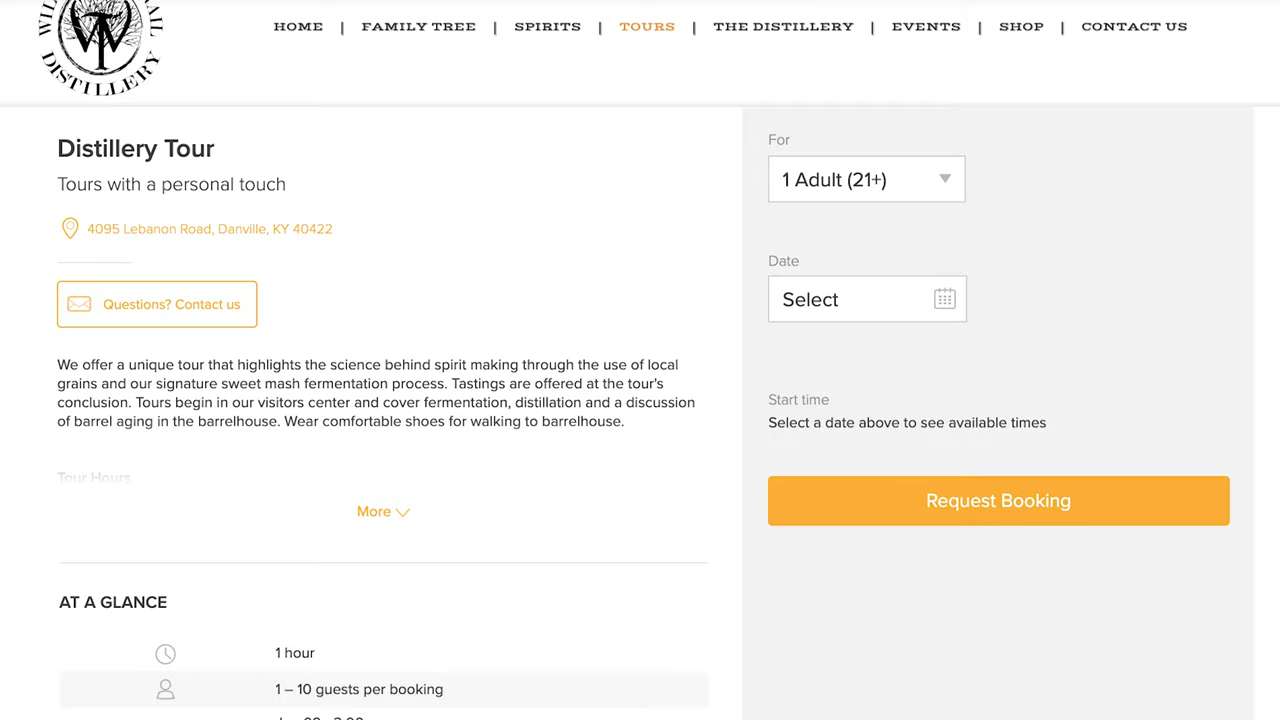 HOME | FAMILY TREE | SPIRITS | TOURS | THE DISTILLERY | EVENTS | SHOP | CONTACT US
DISTILLERY
Distillery Tour
Tours with a personal touch
4095 Lebanon Road, Danville, KY 40422
Questions? Contact us
We offer a unique tour that highlights the science behind spirit making through the use of local
grains and our signature sweet mash fermentation process. Tastings are offered at the tour's
conclusion. Tours begin in our visitors center and cover fermentation, distillation and a discussion
of barrel aging in the barrelhouse. Wear comfortable shoes for walking to barrelhouse.
Tour Hours
More
AT A GLANCE
1 hour
1 – 10 guests per booking
For
1 Adult (21+)
Date
Select
Start time
Select a date above to see available times
Request Booking